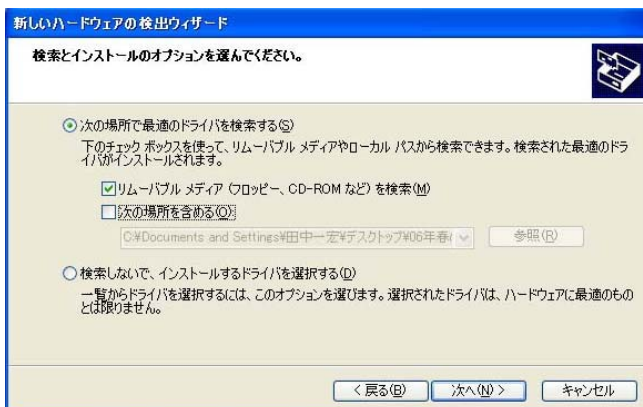 新しいハードウェアの検出ウィザード
検索とインストールのオプションを選んでください。
次の場所で最適のドライバを検索する(S)
下のチェック ボックスを使って、リムーバブル メディアやローカル パスから検索できます。検索された最適のドラ
イバがインストールされます。
リムーバブル メディア (フロッピー、CD-ROM など) を検索(M)
次の場所を含める(O):
C:¥Documents and Settings¥田中一宏¥デスクトップ¥06年春
参照(R)
検索しないで、インストールするドライバを選択する(D)
一覧からドライバを選択するには、このオプションを選びます。選択されたドライバは、ハードウェアに最適のもの
とは限りません。
< 戻る(B) 次へ(N) > キャンセル